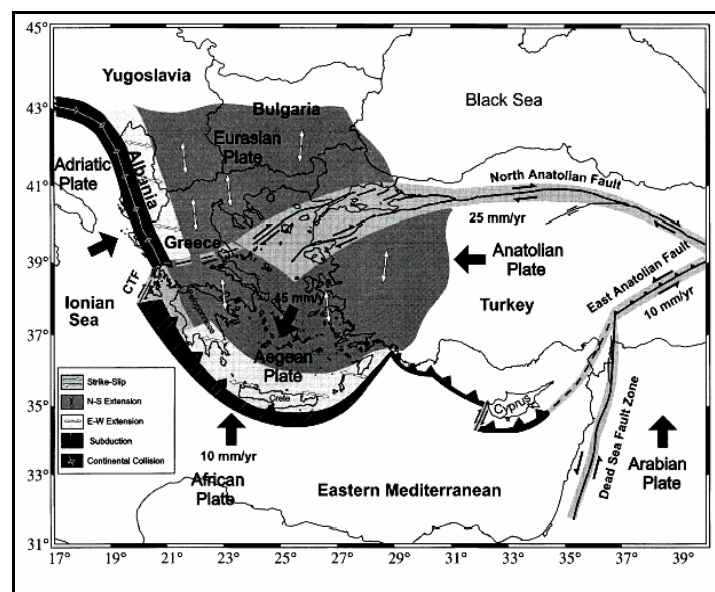 45°
43°
41°
39°
37°
35°
33°
31°
Yugoslavia
Bulgaria
Black Sea
Eurasian
Plate
Adriatic
Plate
Albania
North Anatolian Fault
25 mm/yr
Greece
Anatolian
Plate
East Anatolian Fault
10 mm/yr
CTF
Ionian
Sea
Peloponnese
45 mm/y
Turkey
Aegean
Plate
Crete
Cyprus
Dead Sea Fault Zone
10 mm/yr
African
Plate
Eastern Mediterranean
Arabian
Plate
Strike-Slip
N-S Extension
E-W Extension
Subduction
Continental Collision
17°
19°
21°
23°
25°
27°
29°
31°
33°
35°
37°
39°